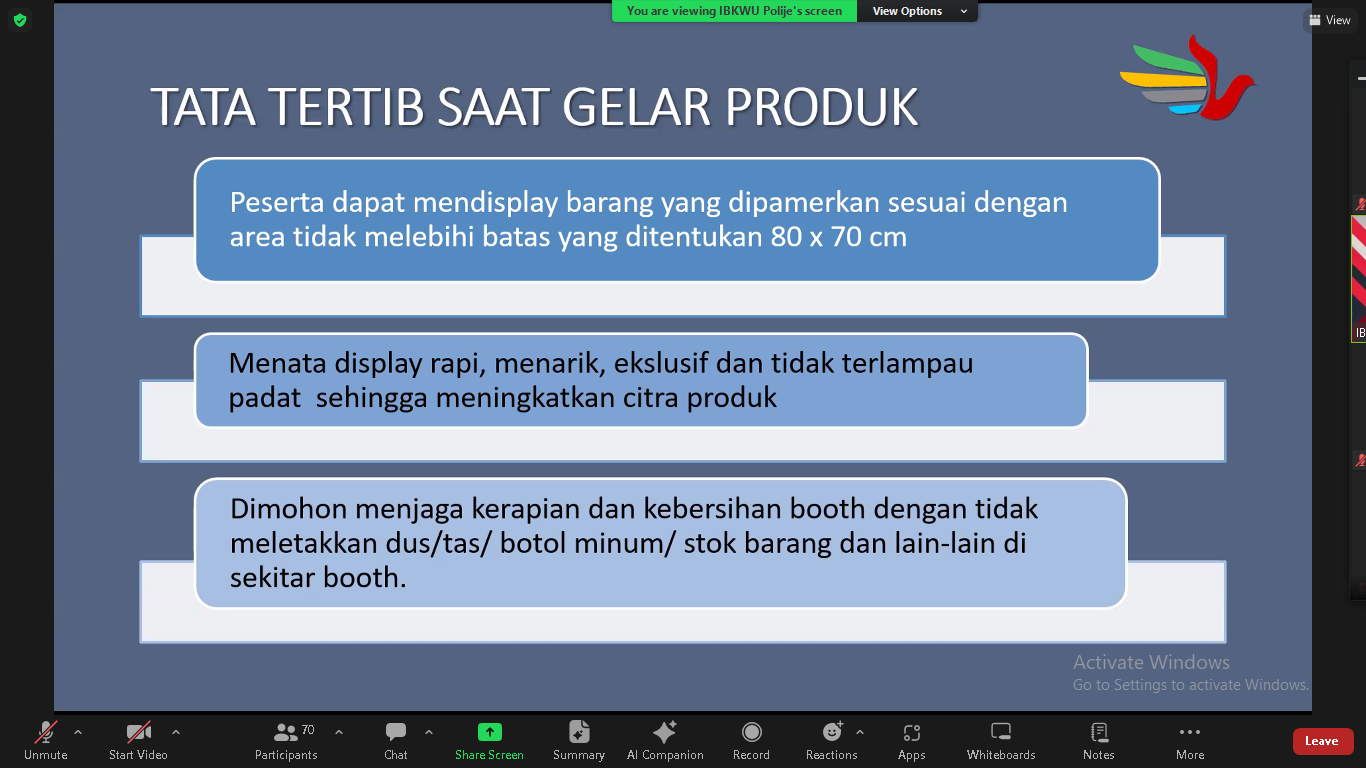 You are viewing IBKWU Polije's screen
View Options
View
TATA TERTIB SAAT GELAR PRODUK
Peserta dapat mendisplay barang yang dipamerkan sesuai dengan
area tidak melebihi batas yang ditentukan 80 x 70 cm
Menata display rapi, menarik, ekslusif dan tidak terlampau
padat  sehingga meningkatkan citra produk
Dimohon menjaga kerapian dan kebersihan booth dengan tidak
meletakkan dus/tas/ botol minum/ stok barang dan lain-lain di
sekitar booth.
IB
Activate Windows
Go to Settings to activate Windows.
70
Unmute
Start Video
Participants
Chat
Share Screen
Summary
AI Companion
Record
Reactions
Apps
Whiteboards
Notes
More
Leave